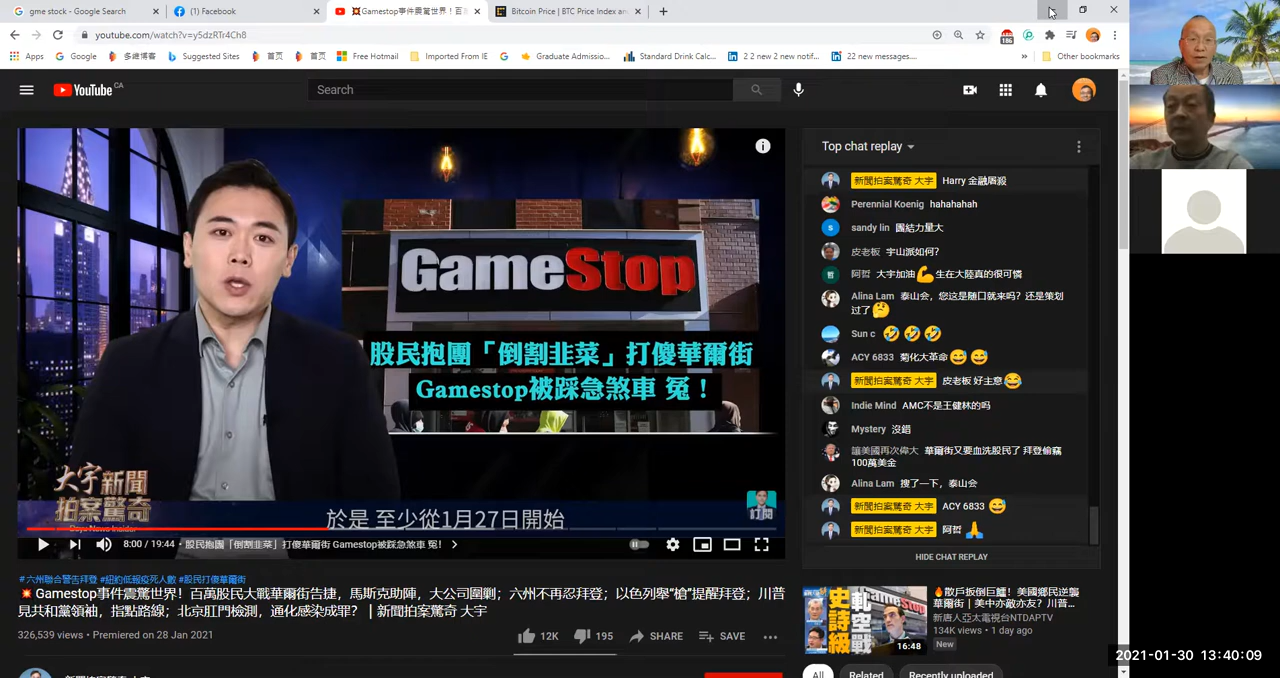 gme stock - Google Search
(1) Facebook
💥Gamestop事件震驚世界！百
Bitcoin Price | BTC Price Index an
youtube.com/watch?v=y5dzRTr4Ch8
186
Apps
Google
多维博客
Suggested Sites
首页
首页
Free Hotmail
Imported From IE
Graduate Admissio...
Standard Drink Calc...
2 2 new 2 new notif...
22 new messages....
»
Other bookmarks
YouTube CA
Search
GameStop
股民抱團「倒割韭菜」打傻華爾街
Gamestop被踩急煞車 冤！
大宇新聞
拍案驚奇
訂閱
於是 至少從1月27日開始
8:00 / 19:44 • 股民抱團「倒割韭菜」打傻華爾街 Gamestop被踩急煞車 冤！
Top chat replay
新聞拍案驚奇 大宇 Harry 金融屠殺
Perennial Koenig hahahahah
sandy lin 團結力量大
皮老板 宇山派如何?
阿哲 大宇加油💪生在大陸真的很可憐
Alina Lam 泰山会，您这是随口就来吗？还是策划
过了🤔
Sun c 🤣🤣🤣
ACY 6833 菊化大革命😅😅
新聞拍案驚奇 大宇 皮老板 好主意😂
Indie Mind AMC不是王健林的吗
Mystery 沒錯
讓美國再次偉大 華爾街又要血洗股民了 拜登偷竊
100萬美金
Alina Lam 搜了一下，泰山会
新聞拍案驚奇 大宇 ACY 6833 😅
新聞拍案驚奇 大宇 阿哲 🙏
HIDE CHAT REPLAY
#六州聯合警告拜登 #紐約低報疫死人數 #股民打傻華爾街
💥Gamestop事件震驚世界！百萬股民大戰華爾街告捷，馬斯克助陣，大公司圍剿；六州不再忍拜登；以色列舉“槍”提醒拜登；川普
見共和黨領袖，指點路線；北京肛門檢測，通化感染成罪？ | 新聞拍案驚奇 大宇
326,539 views • Premiered on 28 Jan 2021
12K
195
SHARE
SAVE
史詩級
軋空戰
16:48
🔥散戶扳倒巨鱷！美國鄉民逆襲
華爾街｜美中亦敵亦友？川普...
新唐人亞太電視台NTDAPTV
134K views • 1 day ago
New
All
Related
Recently uploaded
2021-01-30 13:40:09